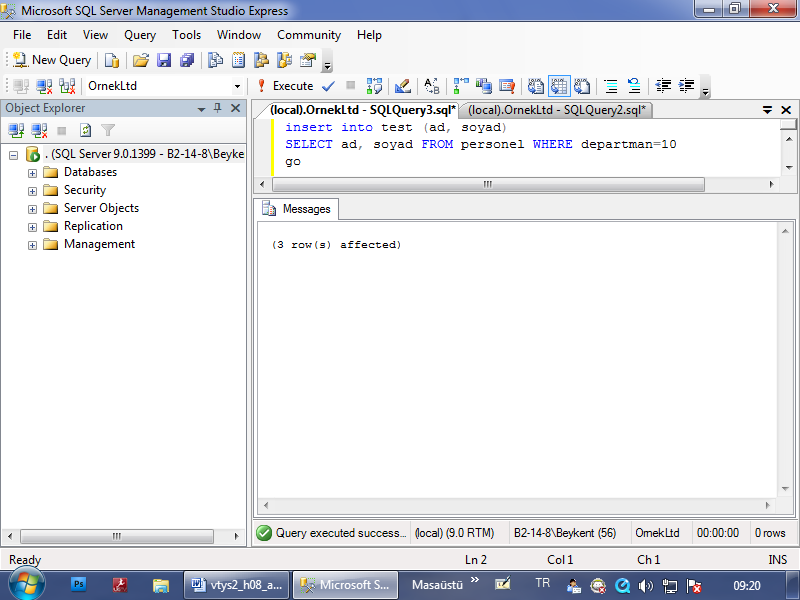 Microsoft SQL Server Management Studio Express
File Edit View Query Tools Window Community Help
New Query
OrnekLtd Execute
Object Explorer
(local).OrnekLtd - SQLQuery3.sql* (local).OrnekLtd - SQLQuery2.sql*
insert into test (ad, soyad)
SELECT ad, soyad FROM personel WHERE departman=10
go
. (SQL Server 9.0.1399 - B2-14-8\Beyke
Databases
Security
Server Objects
Replication
Management
Messages
(3 row(s) affected)
Query executed success... (local) (9.0 RTM) B2-14-8\Beykent (56) OrnekLtd 00:00:00 0 rows
Ready Ln 2 Col 1 Ch 1 INS
Ps vtys2_h08_a... Microsoft S... Masaüstü » TR 09:20